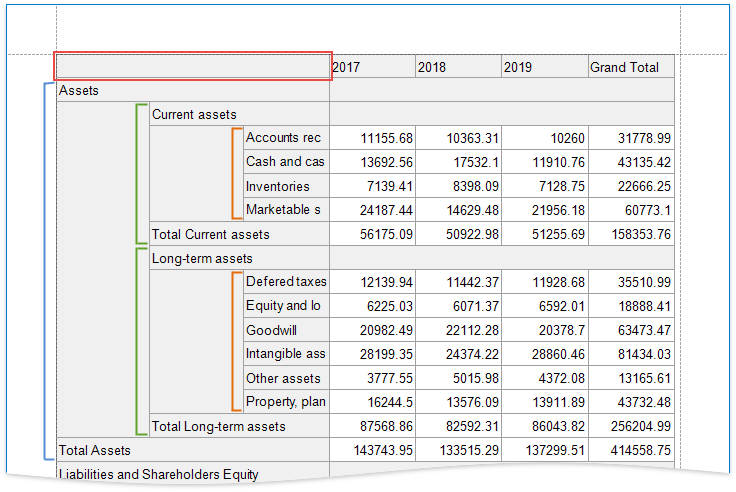 2017 2018 2019 Grand Total
Assets
Current assets
Accounts rec 11155.68 10363.31 10260 31778.99
Cash and cas 13692.56 17532.1 11910.76 43135.42
Inventories 7139.41 8398.09 7128.75 22666.25
Marketable s 24187.44 14629.48 21956.18 60773.1
Total Current assets 56175.09 50922.98 51255.69 158353.76
Long-term assets
Defered taxes 12139.94 11442.37 11928.68 35510.99
Equity and lo 6225.03 6071.37 6592.01 18888.41
Goodwill 20982.49 22112.28 20378.7 63473.47
Intangible ass 28199.35 24374.22 28860.46 81434.03
Other assets 3777.55 5015.98 4372.08 13165.61
Property, plan 16244.5 13576.09 13911.89 43732.48
Total Long-term assets 87568.86 82592.31 86043.82 256204.99
Total Assets 143743.95 133515.29 137299.51 414558.75
Liabilities and Shareholders Equity